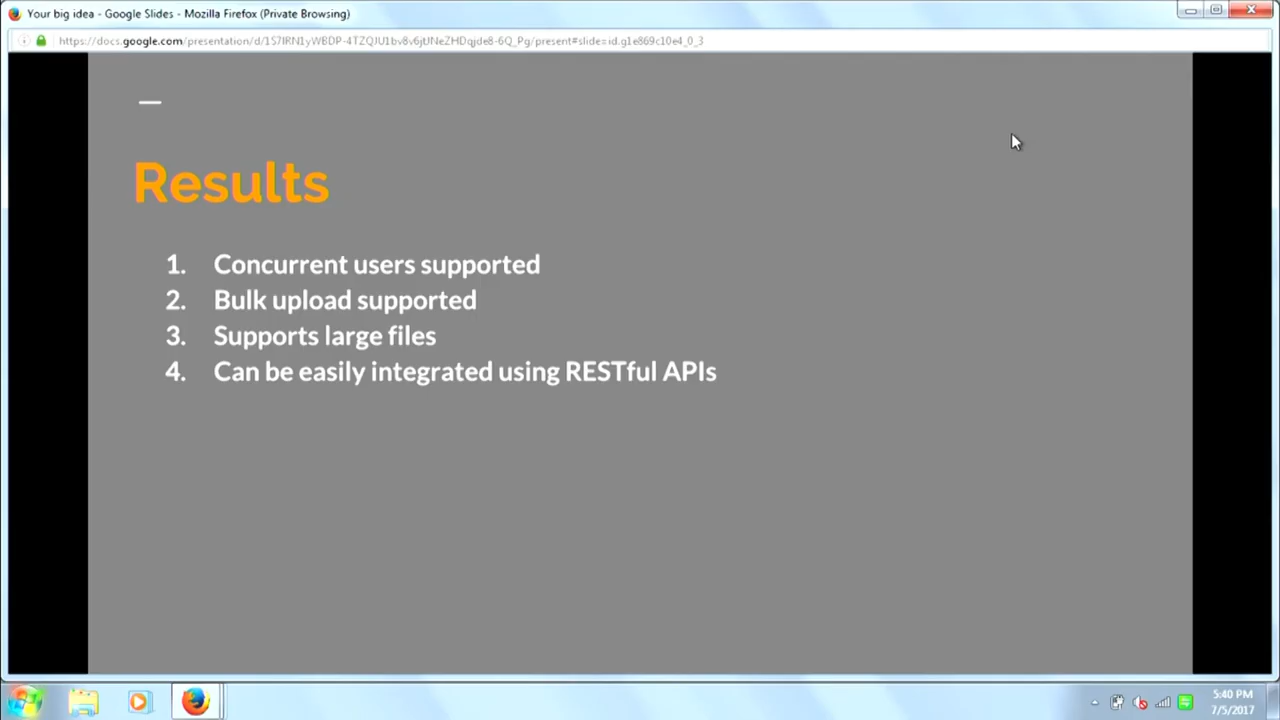 Your big idea - Google Slides - Mozilla Firefox (Private Browsing)
Results
1. Concurrent users supported
2. Bulk upload supported
3. Supports large files
4. Can be easily integrated using RESTful APIs
5:40 PM
7/5/2017